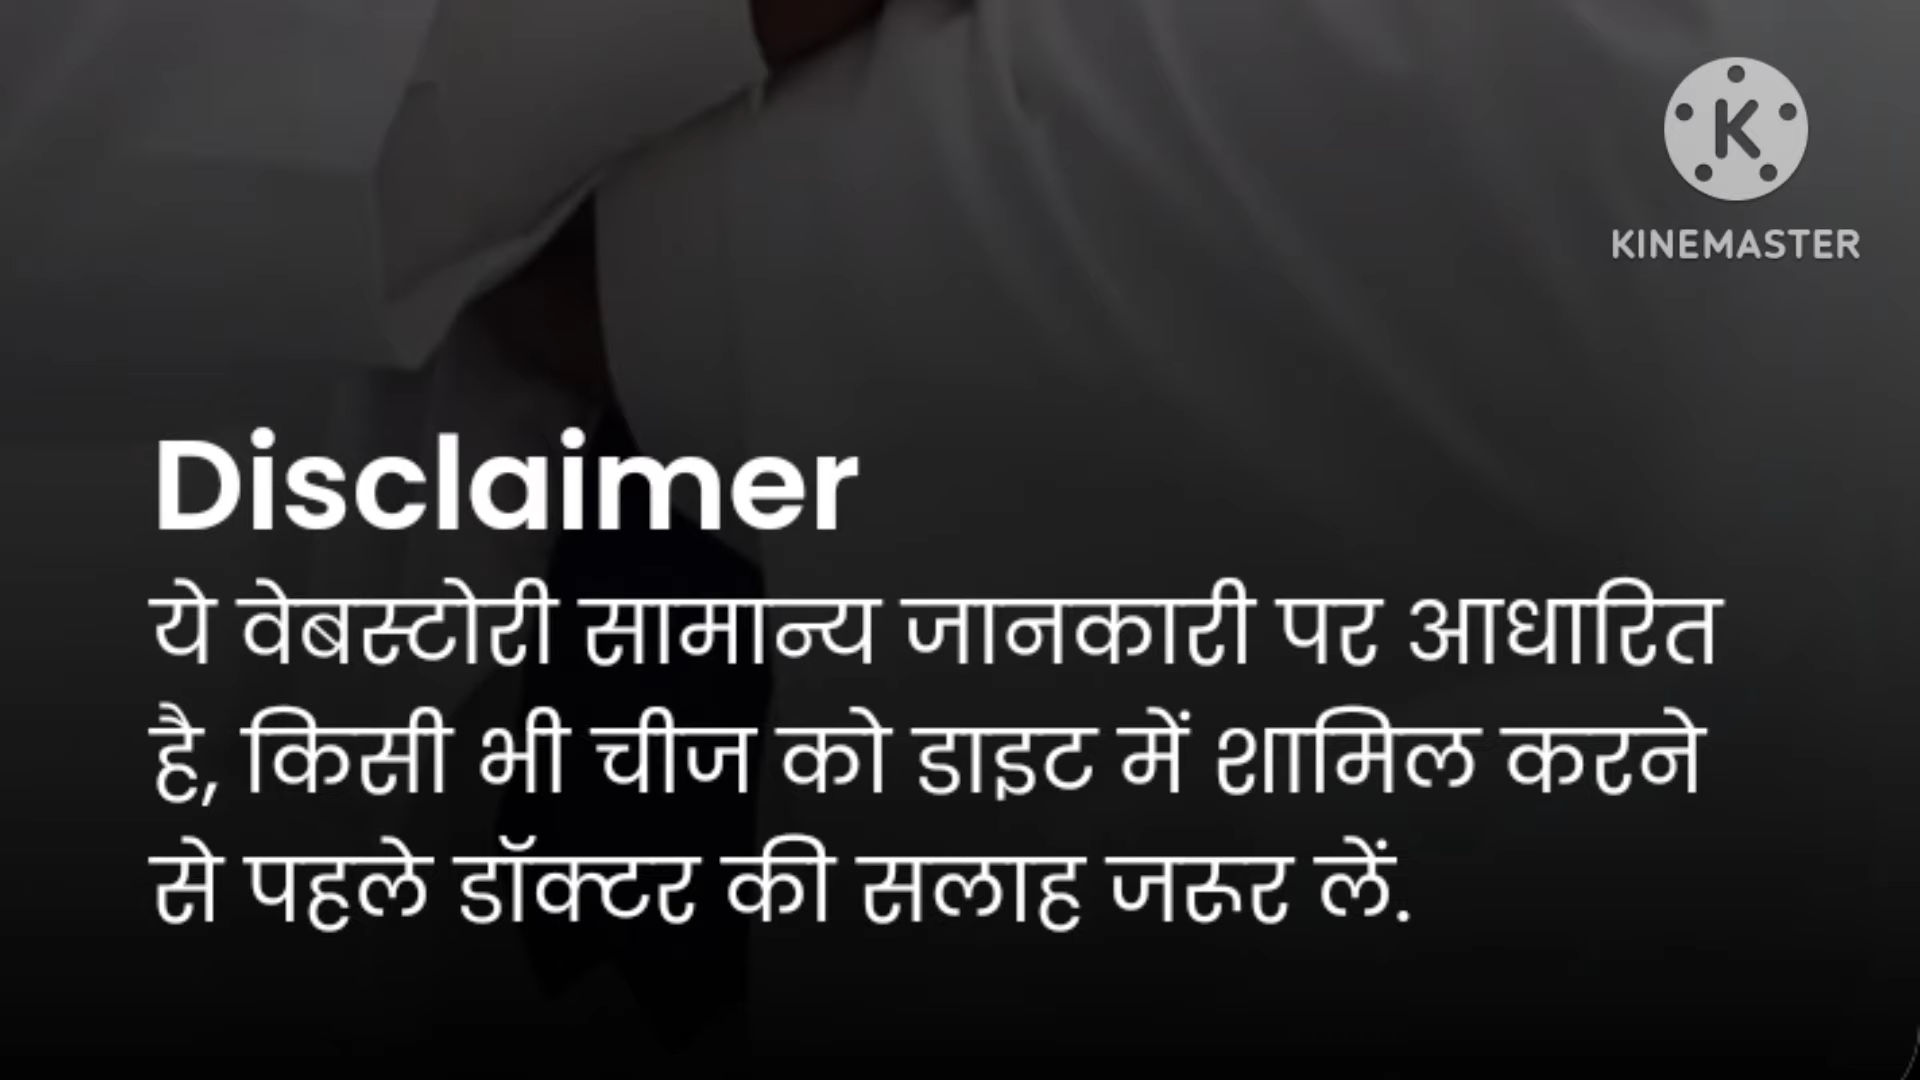 KINEMASTER
Disclaimer
ये वेबस्टोरी सामान्य जानकारी पर आधारित
है, किसी भी चीज को डाइट में शामिल करने
से पहले डॉक्टर की सलाह जरूर लें.